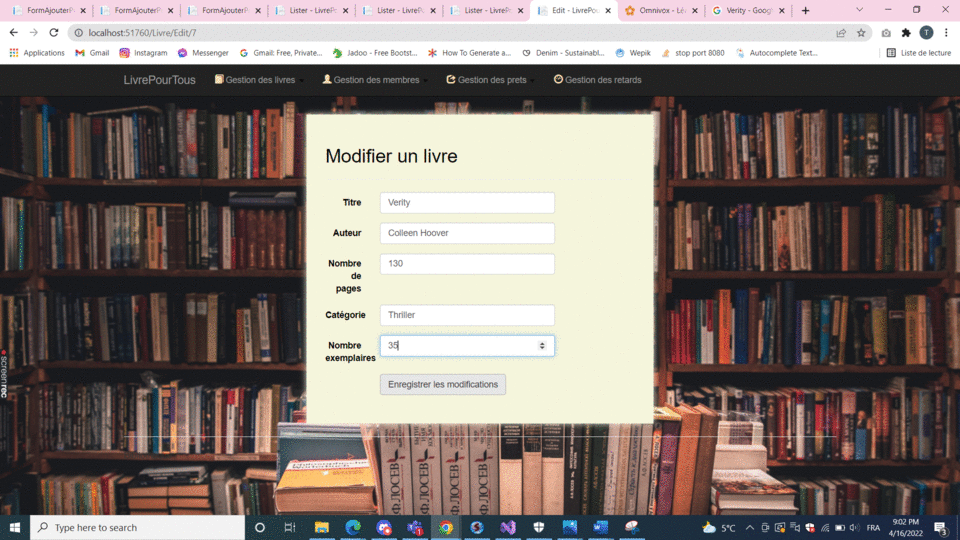 FormAjouterP
FormAjouterP
FormAjouterP
Lister - LivreP
Lister - LivreP
Lister - LivreP
Edit - LivrePou
Omnivox - Lé
Verity - Goog
localhost:51760/Livre/Edit/7
Applications
Gmail
Instagram
Messenger
Gmail: Free, Private...
Jadoo - Free Bootst...
How To Generate a...
Denim - Sustainabl...
Wepik
stop port 8080
Autocomplete Text...
Liste de lecture
LivrePourTous
Gestion des livres
Gestion des membres
Gestion des prets
Gestion des retards
Modifier un livre
Titre
Verity
Auteur
Colleen Hoover
Nombre
de
pages
130
Catégorie
Thriller
Nombre
exemplaires
35
Enregistrer les modifications
screenrec
Type here to search
5°C
FRA
9:02 PM
4/16/2022